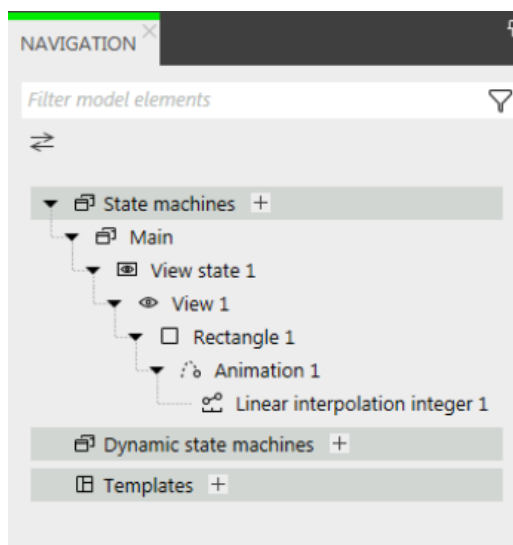 NAVIGATION
Filter model elements
State machines
Main
View state 1
View 1
Rectangle 1
Animation 1
Linear interpolation integer 1
Dynamic state machines
Templates